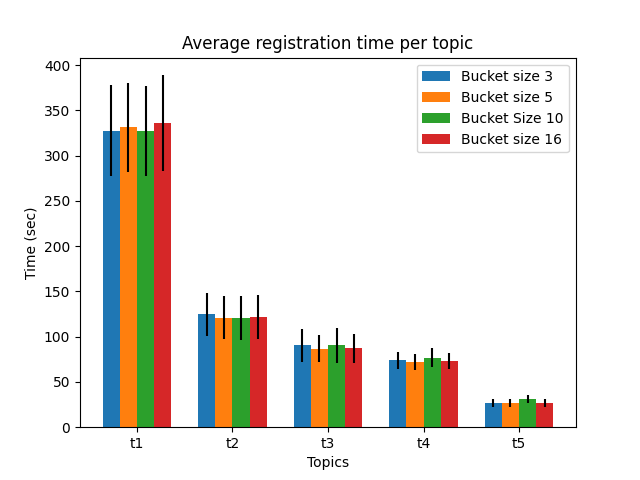 Average registration time per topic
Bucket size 3
Bucket size 5
Bucket Size 10
Bucket size 16
Time (sec)
400
350
300
250
200
150
100
50
0
t1 t2 t3 t4 t5
Topics